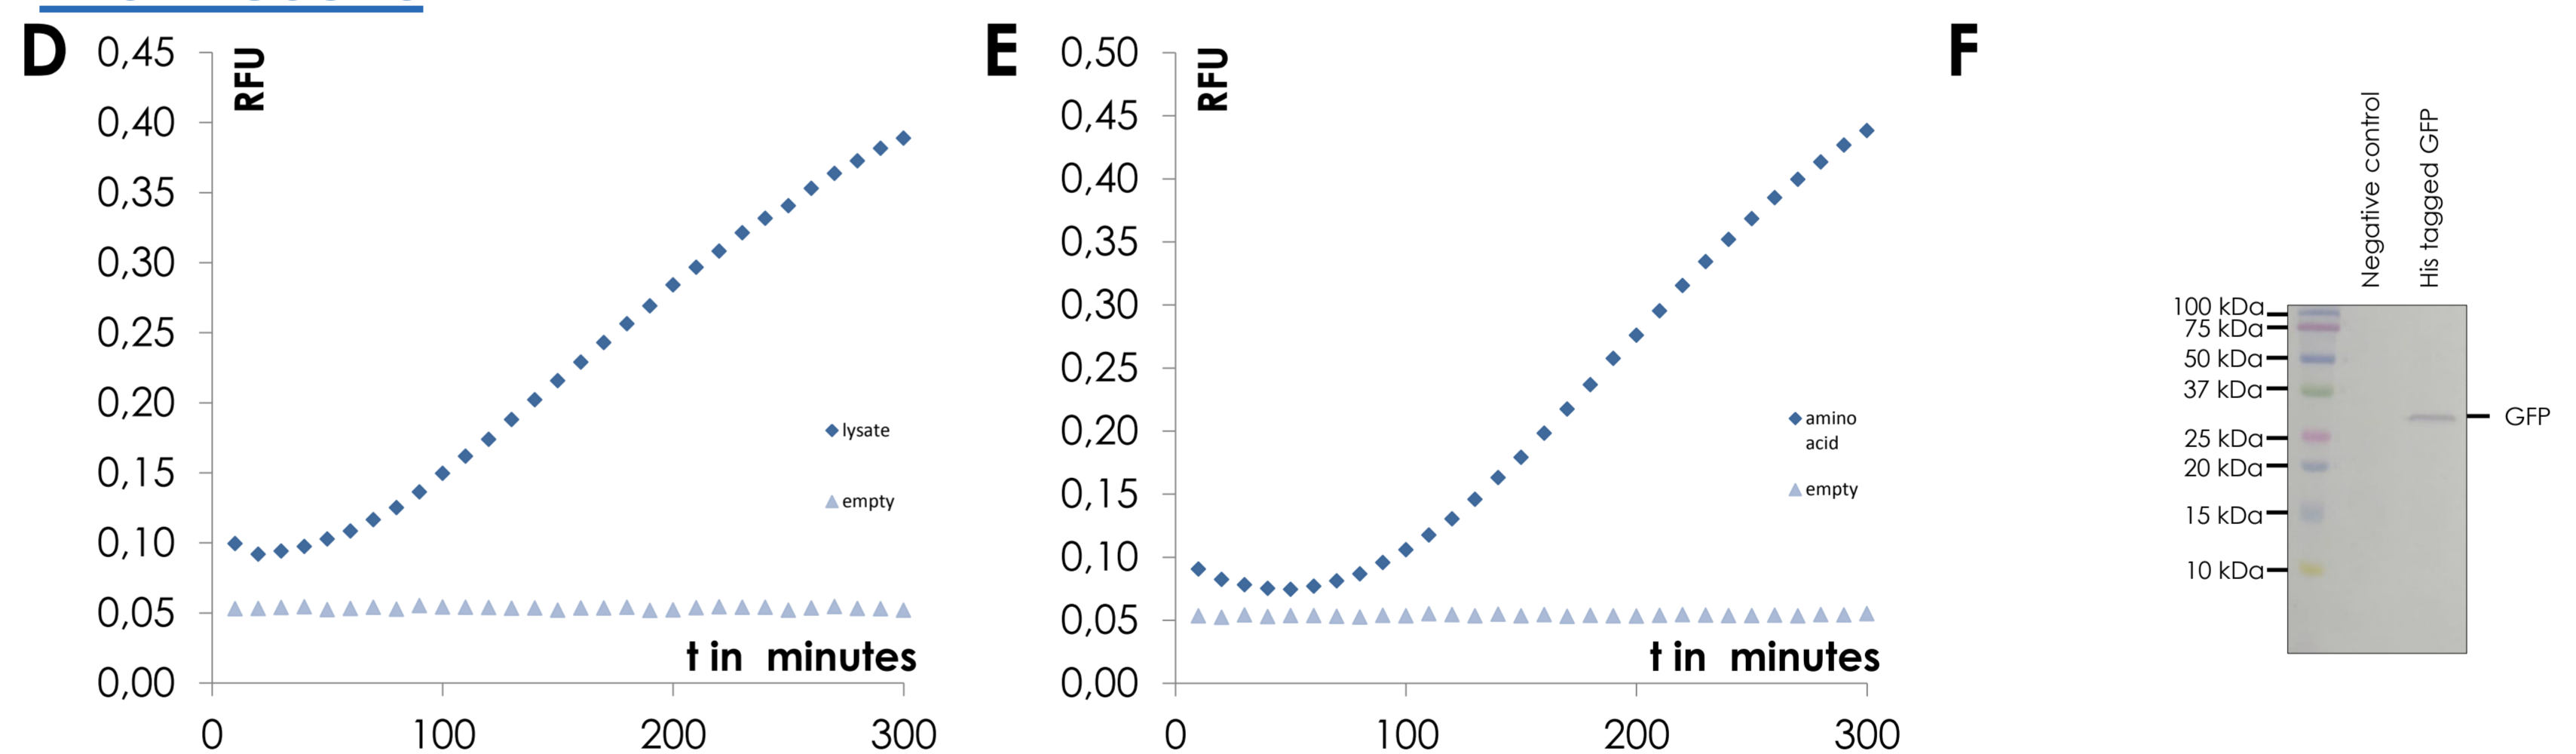 D
RFU
0,45
0,40
0,35
0,30
0,25
0,20
0,15
0,10
0,05
0,00
0
100
200
300
t in minutes
lysate
empty
E
RFU
0,50
0,45
0,40
0,35
0,30
0,25
0,20
0,15
0,10
0,05
0,00
0
100
200
300
t in minutes
amino
acid
empty
F
Negative control
His tagged GFP
100 kDa
75 kDa
50 kDa
37 kDa
25 kDa
20 kDa
15 kDa
10 kDa
GFP